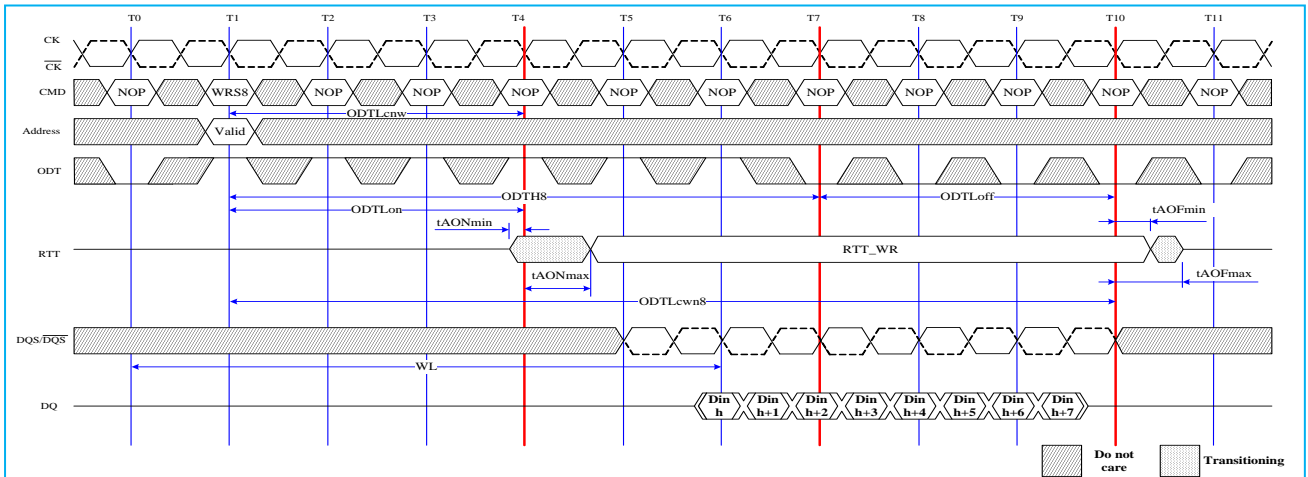 T0 T1 T2 T3 T4 T5 T6 T7 T8 T9 T10 T11
CK
CK
CMD NOP WRS8 NOP NOP NOP NOP NOP NOP NOP NOP NOP NOP
ODTLcnw
Address Valid
ODT
ODTH8 ODTLoff
ODTLon
tAONmin tAOFmin
RTT RTT_WR
tAONmax tAOFmax
ODTLcwn8
DQS/DQS
WL
DQ Din h Din h+1 Din h+2 Din h+3 Din h+4 Din h+5 Din h+6 Din h+7
Do not care Transitioning